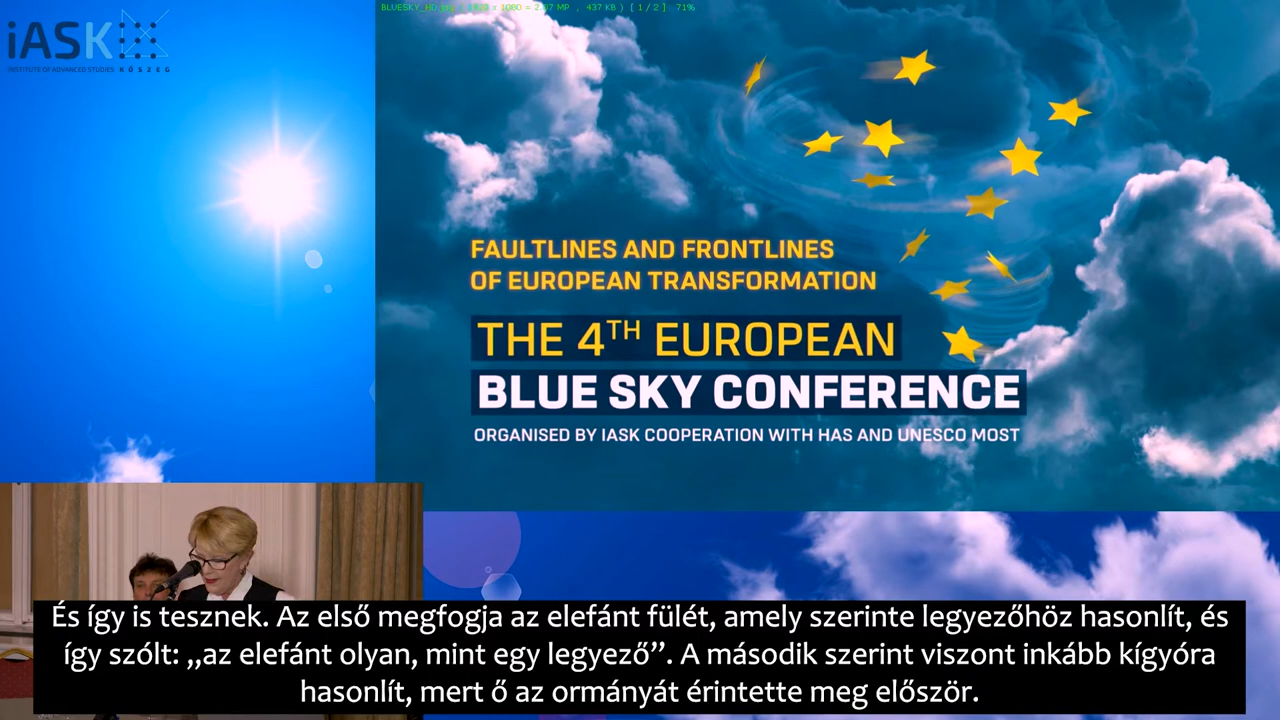 iASK
INSTITUTE OF ADVANCED STUDIES KŐSZEG
FAULTLINES AND FRONTLINES
OF EUROPEAN TRANSFORMATION
THE 4TH EUROPEAN
BLUE SKY CONFERENCE
ORGANISED BY IASK COOPERATION WITH HAS AND UNESCO MOST
És így is tesznek. Az első megfogja az elefánt fülét, amely szerinte legyezőhöz hasonlít, és
így szólt: „az elefánt olyan, mint egy legyező”. A második szerint viszont inkább kígyóra
hasonlít, mert ő az ormányát érintette meg először.